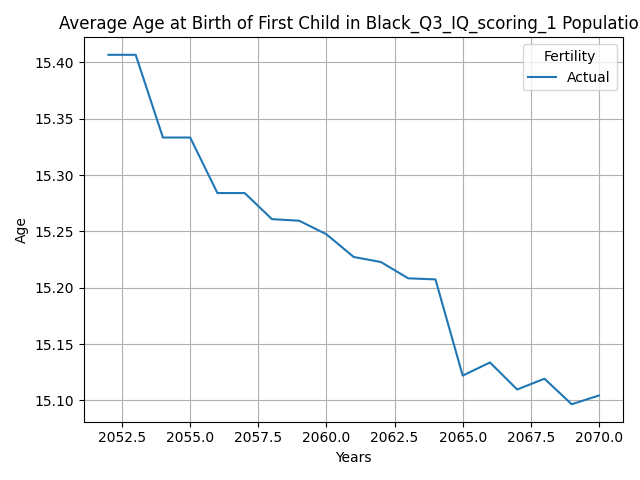 Average Age at Birth of First Child in Black_Q3_IQ_scoring_1 Populatio
Fertility
Actual
15.40
15.35
15.30
15.25
15.20
15.15
15.10
Age
2052.5 2055.0 2057.5 2060.0 2062.5 2065.0 2067.5 2070.0
Years